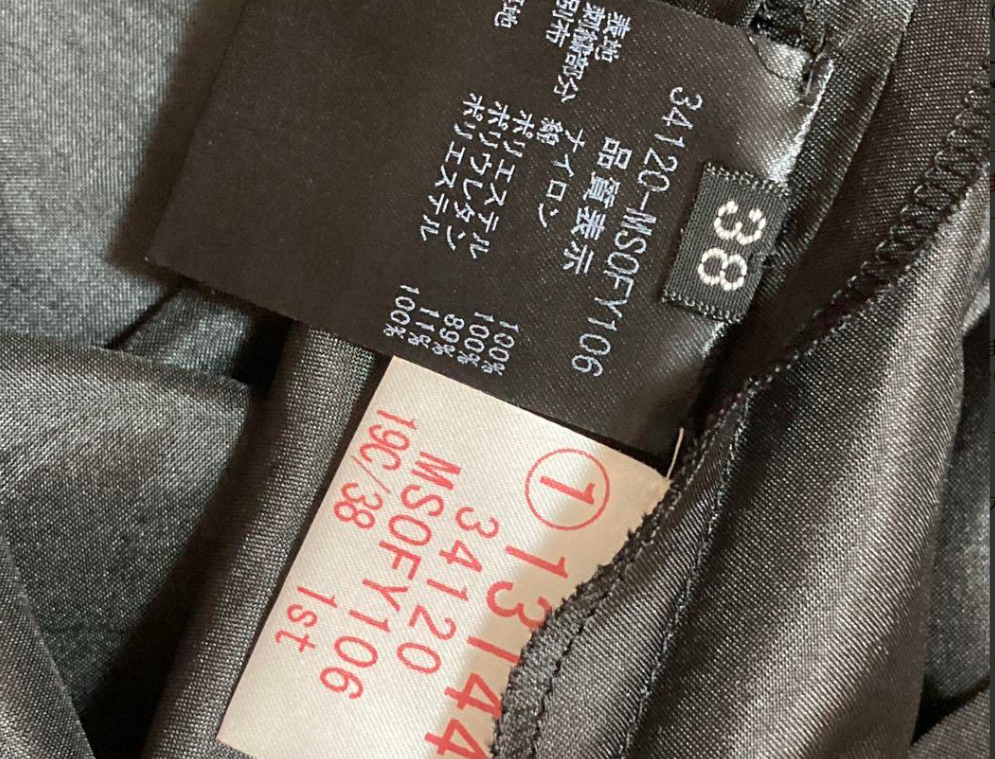 38
34120-MSOFY106
品質表示
表地
刺繍部分
別布
地
ナイロン
綿
ポリエステル
ポリウレタン
ポリエステル
100%
100%
89%
11%
100%
① 13144
34120
MSOFY106
19C/38
1st